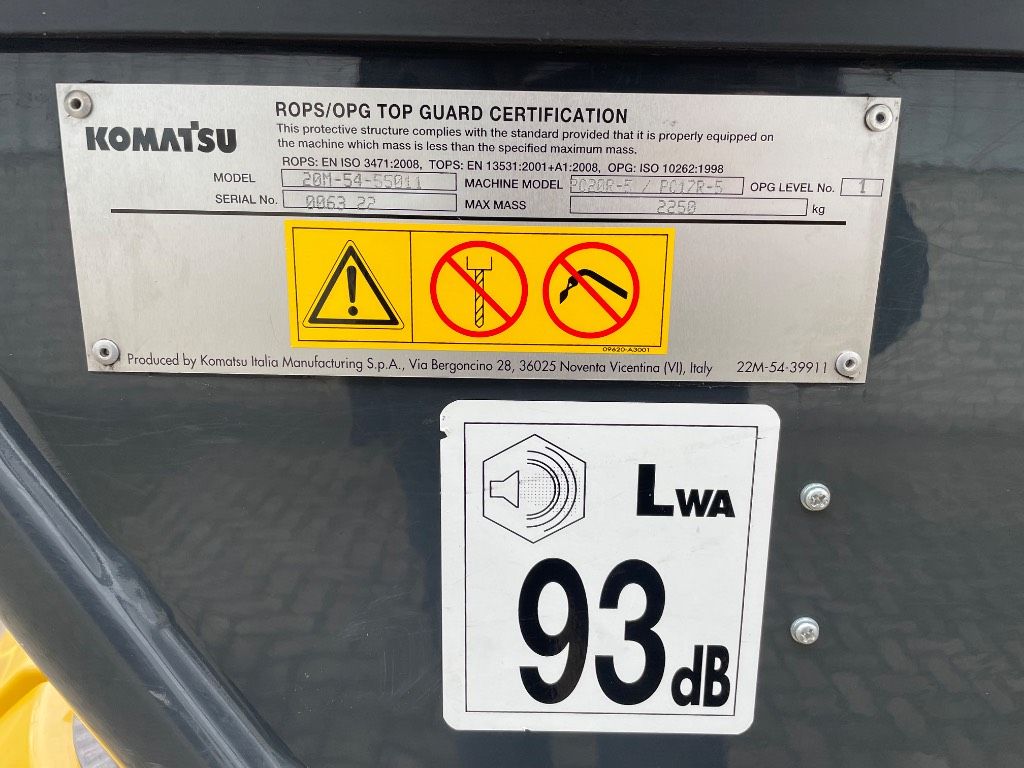 ROPS/OPG TOP GUARD CERTIFICATION
KOMATSU
This protective structure complies with the standard provided that it is properly equipped on
the machine which mass is less than the specified maximum mass.
ROPS: EN ISO 3471:2008, TOPS: EN 13531:2001+A1:2008, OPG: ISO 10262:1998
MODEL 20M-54-55011 MACHINE MODEL PC20R-5 / PC17R-5 OPG LEVEL No. 1
SERIAL No. 0063 22 MAX MASS 2250 kg
09620-A3001
Produced by Komatsu Italia Manufacturing S.p.A., Via Bergoncino 28, 36025 Noventa Vicentina (VI), Italy 22M-54-39911
LWA
93 dB